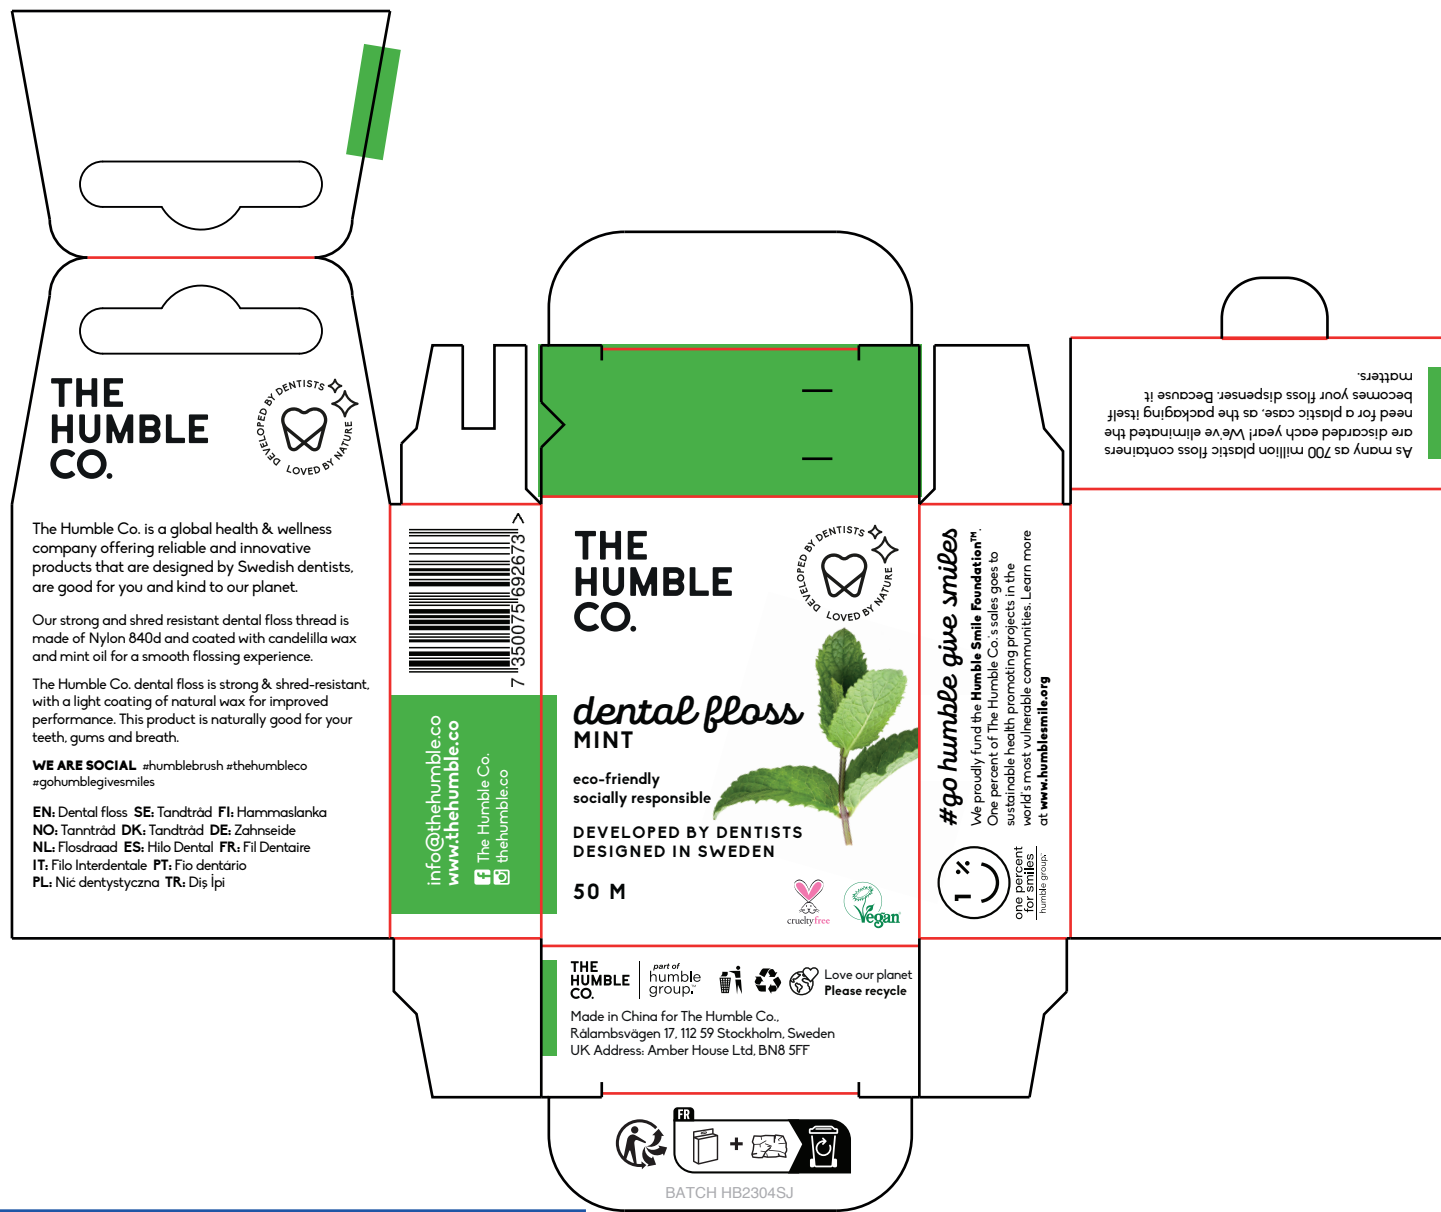 THE
HUMBLE
CO.
DEVELOPED BY DENTISTS
LOVED BY NATURE
The Humble Co. is a global health & wellness
company offering reliable and innovative
products that are designed by Swedish dentists,
are good for you and kind to our planet.
Our strong and shred resistant dental floss thread is
made of Nylon 840d and coated with candelilla wax
and mint oil for a smooth flossing experience.
The Humble Co. dental floss is strong & shred-resistant,
with a light coating of natural wax for improved
performance. This product is naturally good for your
teeth, gums and breath.
WE ARE SOCIAL #humblebrush #thehumbleco
#gohumblegivesmiles
EN: Dental floss SE: Tandtråd FI: Hammaslanka
NO: Tanntråd DK: Tandtråd DE: Zahnseide
NL: Flosdraad ES: Hilo Dental FR: Fil Dentaire
IT: Filo Interdentale PT: Fio dentário
PL: Nić dentystyczna TR: Diş İpi
7 350075 692673 >
info@thehumble.co
www.thehumble.co
The Humble Co.
thehumble.co
THE
HUMBLE
CO.
DEVELOPED BY DENTISTS
LOVED BY NATURE
dental floss
MINT
eco-friendly
socially responsible
DEVELOPED BY DENTISTS
DESIGNED IN SWEDEN
50 M
crueltyfree
Vegan
#go humble give smiles
We proudly fund the Humble Smile Foundation™.
One percent of The Humble Co.'s sales goes to
sustainable health promoting projects in the
world's most vulnerable communities. Learn more
at www.humblesmile.org
1 %
one percent
for smiles
humble group.™
As many as 700 million plastic floss containers
are discarded each year! We've eliminated the
need for a plastic case, as the packaging itself
becomes your floss dispenser. Because it
matters.
THE
HUMBLE
CO.
part of
humble
group.™
Love our planet
Please recycle
Made in China for The Humble Co.,
Rålambsvägen 17, 112 59 Stockholm, Sweden
UK Address: Amber House Ltd, BN8 5FF
FR
+
BATCH HB2304SJ